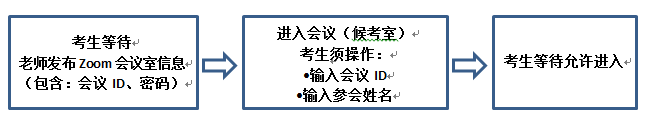 考生等待
老师发布 Zoom 会议室信息
（包含：会议 ID、密码）
进入会议（候考室）
考生须操作：
•输入会议 ID
•输入参会姓名
考生等待允许进入